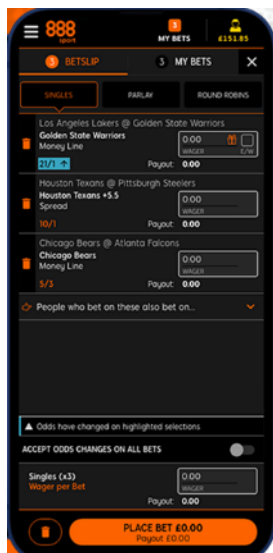 888
sport
3
MY BETS
£151.85
3 BETSLIP
3 MY BETS
SINGLES
PARLAY
ROUND ROBINS
Los Angeles Lakers @ Golden State Warriors
Golden State Warriors
Money Line
0.00
WAGER
E/W
21/1
Payout: 0.00
Houston Texans @ Pittsburgh Steelers
Houston Texans +5.5
Spread
0.00
WAGER
10/1
Payout: 0.00
Chicago Bears @ Atlanta Falcons
Chicago Bears
Money Line
0.00
WAGER
5/3
Payout: 0.00
People who bet on these also bet on...
Odds have changed on highlighted selections
ACCEPT ODDS CHANGES ON ALL BETS
Singles (x3)
Wager per Bet
0.00
WAGER
Payout: 0.00
PLACE BET £0.00
Payout £0.00